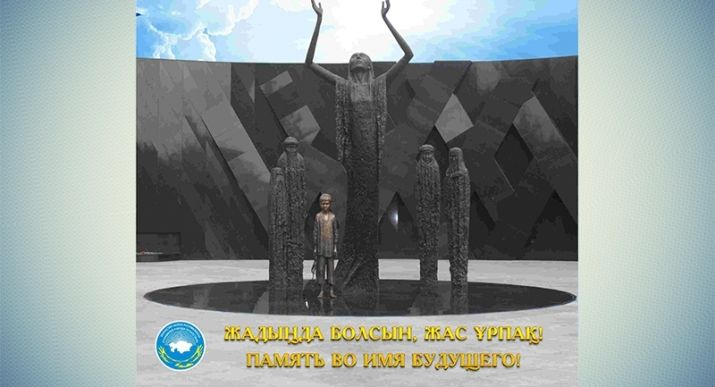 ЖАДЫҢДА БОЛСЫН, ЖАС ҰРПАҚ!
ПАМЯТЬ ВО ИМЯ БУДУЩЕГО!